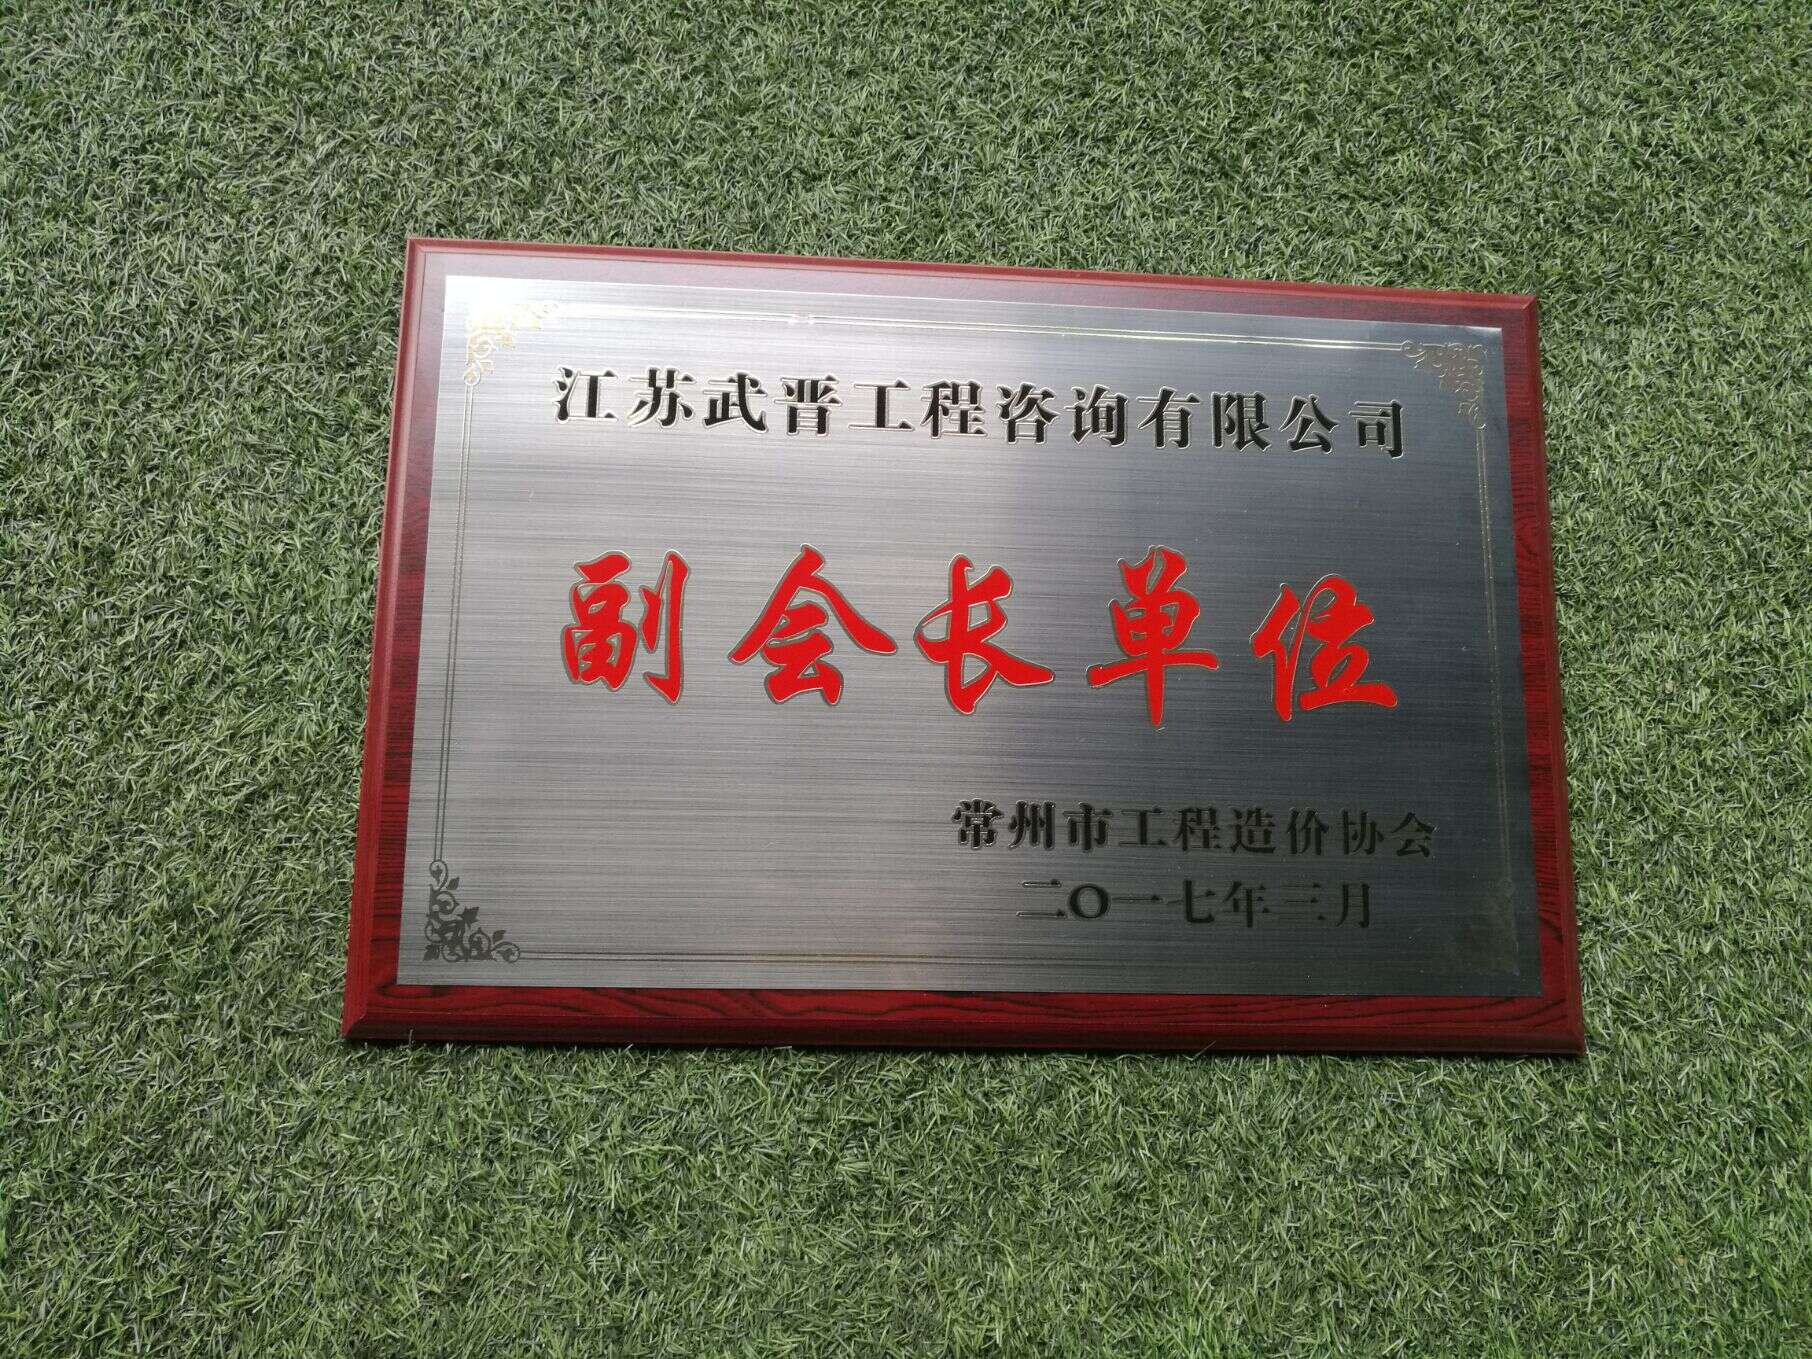 江苏武晋工程咨询有限公司
副会长单位
常州市工程造价协会
二〇一七年三月